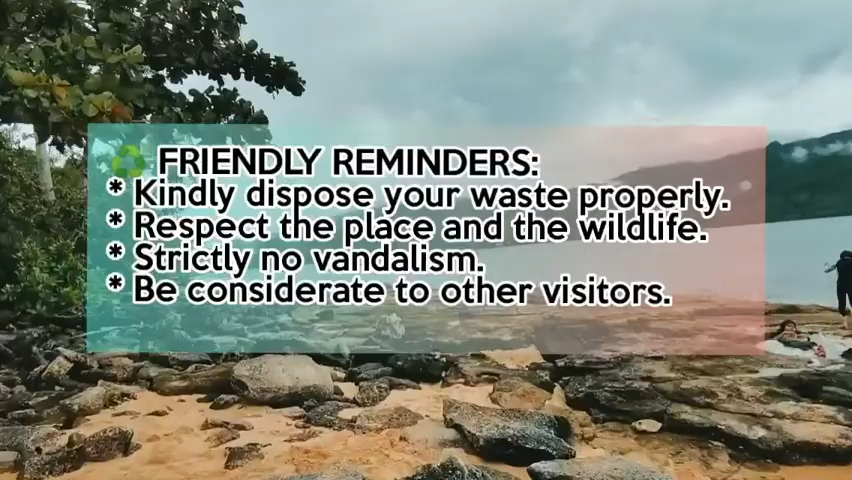 FRIENDLY REMINDERS:
* Kindly dispose your waste properly.
* Respect the place and the wildlife.
* Strictly no vandalism.
* Be considerate to other visitors.